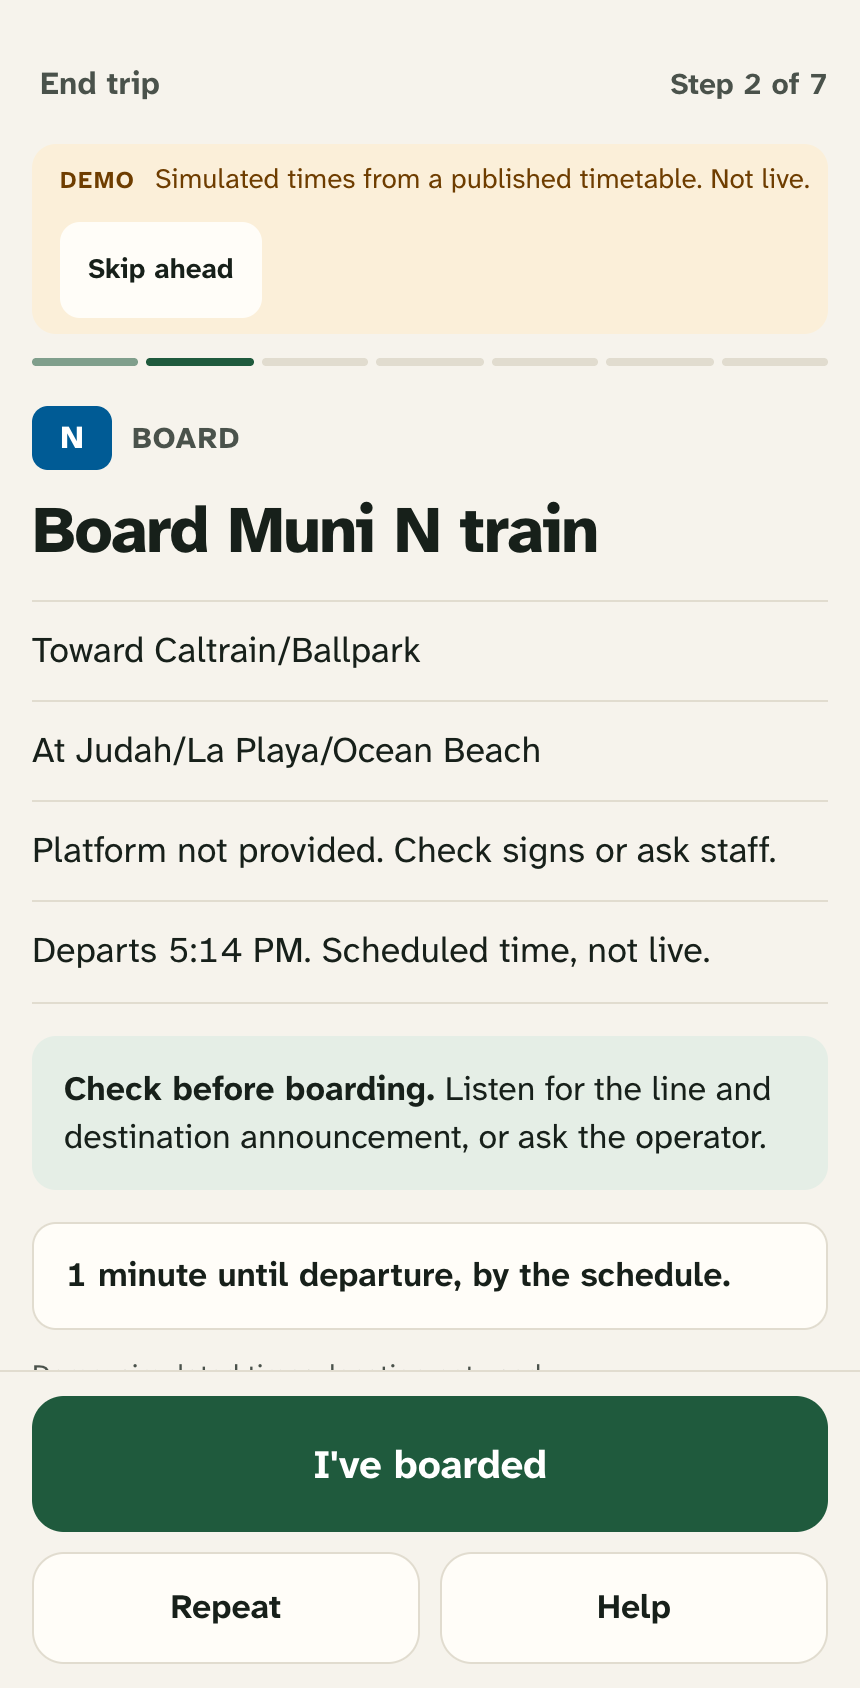 End trip
Step 2 of 7
DEMO Simulated times from a published timetable. Not live.
Skip ahead
N BOARD
Board Muni N train
Toward Caltrain/Ballpark
At Judah/La Playa/Ocean Beach
Platform not provided. Check signs or ask staff.
Departs 5:14 PM. Scheduled time, not live.
Check before boarding. Listen for the line and
destination announcement, or ask the operator.
1 minute until departure, by the schedule.
I've boarded
Repeat
Help